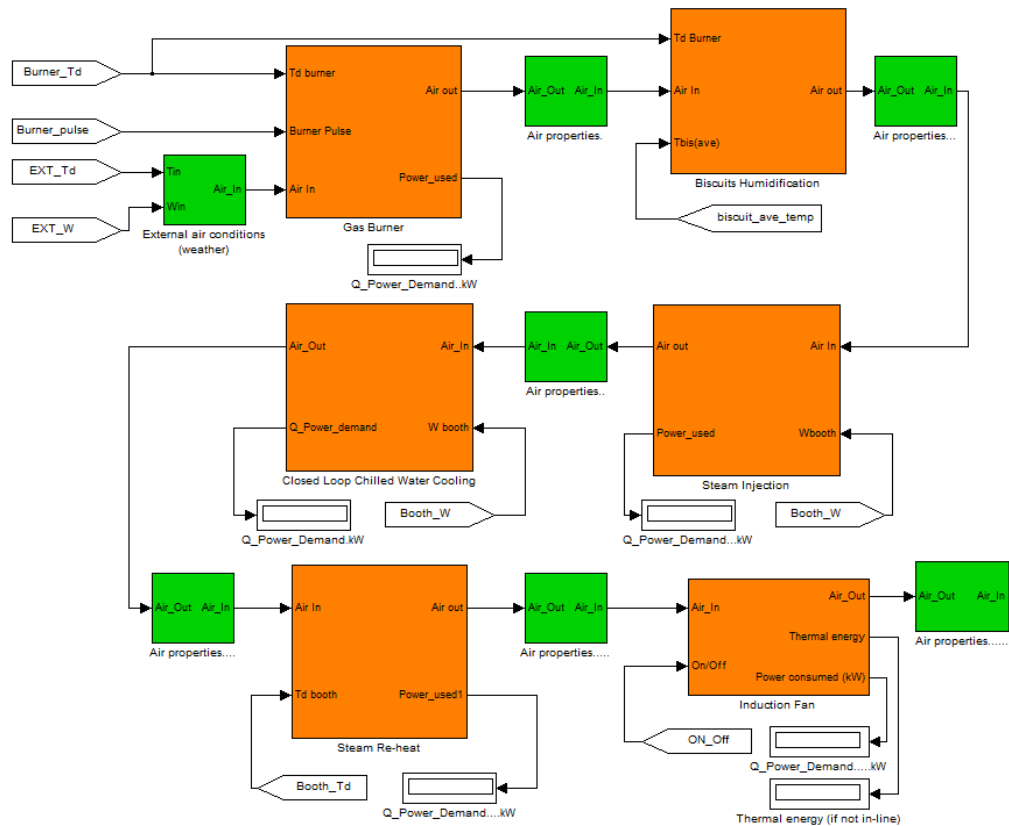 Td Burner
Burner_Td
Td burner
Air out
Air_Out
Air_In
Air In
Air out
Air_Out
Air_In
Burner_pulse
Burner Pulse
Air properties.
Tbis(ave)
Air properties...
EXT_Td
Tin
Air_In
Air In
Power_used
Biscuits Humidification
Win
biscuit_ave_temp
EXT_W
External air conditions
(weather)
Gas Burner
Q_Power_Demand..kW
Air_Out
Air_In
Air_In
Air_Out
Air out
Air In
Air properties..
Q_Power_demand
W booth
Power_used
Wbooth
Closed Loop Chilled Water Cooling
Steam Injection
Booth_W
Booth_W
Q_Power_Demand.kW
Q_Power_Demand...kW
Air_Out
Air_In
Air In
Air out
Air_Out
Air_In
Air_In
Air_Out
Air_Out
Air_In
Thermal energy
Air properties....
Air properties.....
Air properties......
On/Off
Power consumed (kW)
Td booth
Power_used1
Induction Fan
Steam Re-heat
ON_Off
Q_Power_Demand.....kW
Booth_Td
Q_Power_Demand....kW
Thermal energy (if not in-line)